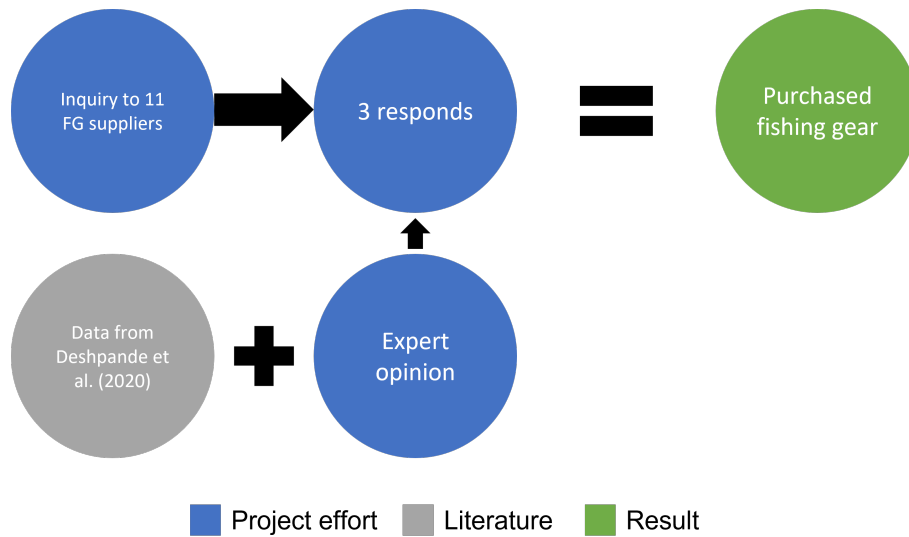 Inquiry to 11
FG suppliers
3 responds
Purchased
fishing gear
Data from
Deshpande et
al. (2020)
Expert
opinion
Project effort
Literature
Result